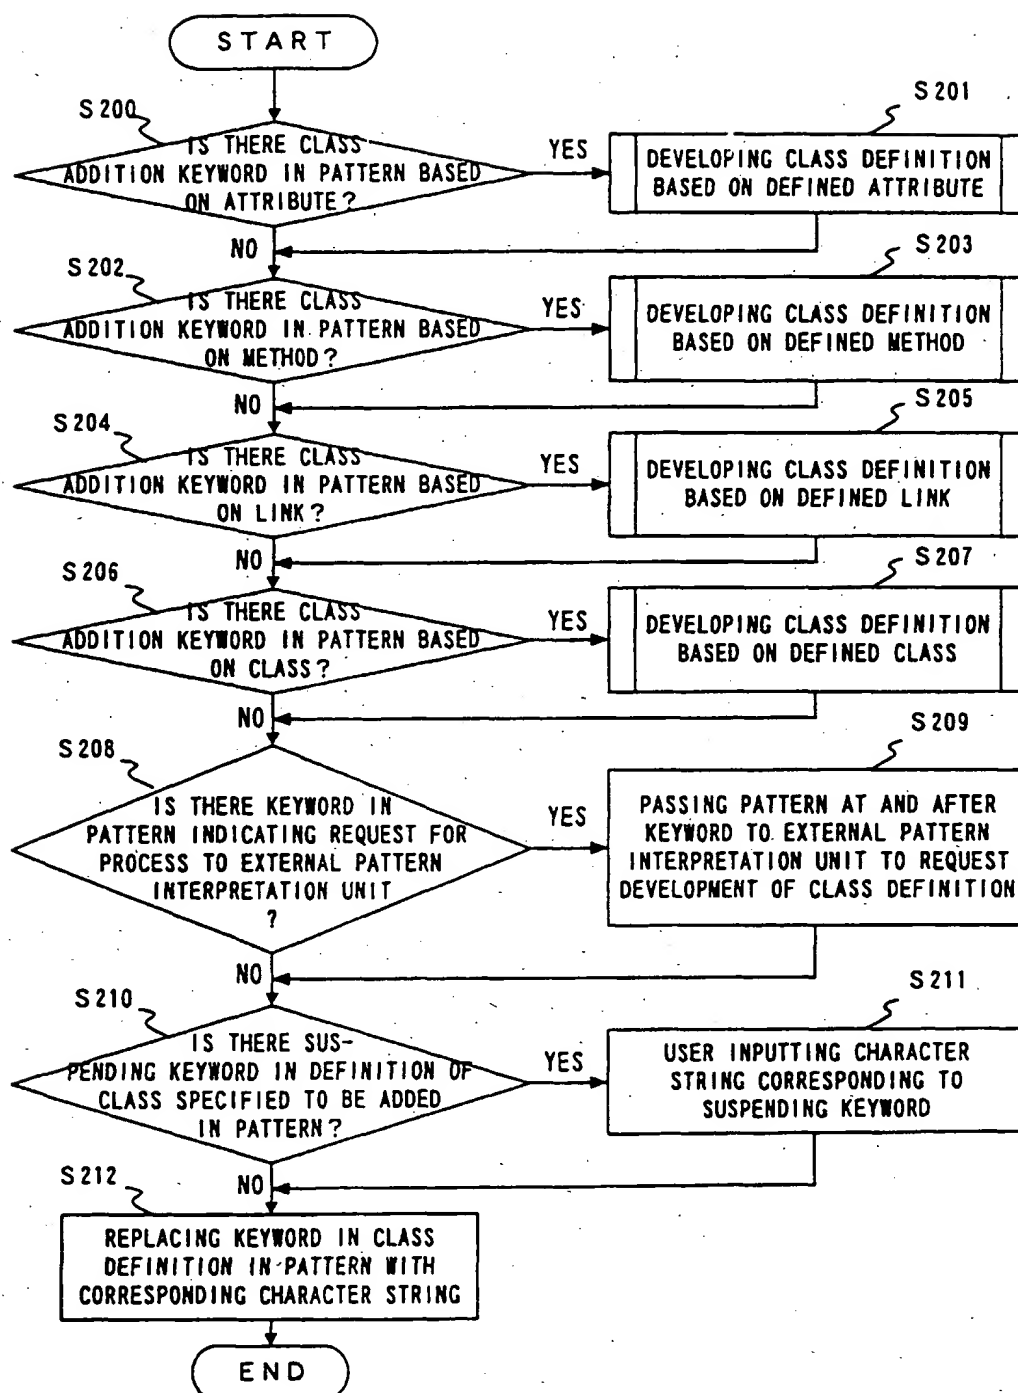 START
S200
IS THERE CLASS
ADDITION KEYWORD IN PATTERN BASED
ON ATTRIBUTE?
YES
S201
DEVELOPING CLASS DEFINITION
BASED ON DEFINED ATTRIBUTE
NO
S202
IS THERE CLASS
ADDITION KEYWORD IN PATTERN BASED
ON METHOD?
YES
S203
DEVELOPING CLASS DEFINITION
BASED ON DEFINED METHOD
NO
S204
IS THERE CLASS
ADDITION KEYWORD IN PATTERN BASED
ON LINK?
YES
S205
DEVELOPING CLASS DEFINITION
BASED ON DEFINED LINK
NO
S206
IS THERE CLASS
ADDITION KEYWORD IN PATTERN BASED
ON CLASS?
YES
S207
DEVELOPING CLASS DEFINITION
BASED ON DEFINED CLASS
NO
S208
IS THERE KEYWORD IN
PATTERN INDICATING REQUEST FOR
PROCESS TO EXTERNAL PATTERN
INTERPRETATION UNIT
?
YES
S209
PASSING PATTERN AT AND AFTER
KEYWORD TO EXTERNAL PATTERN
INTERPRETATION UNIT TO REQUEST
DEVELOPMENT OF CLASS DEFINITION
NO
S210
IS THERE SUS-
PENDING KEYWORD IN DEFINITION OF
CLASS SPECIFIED TO BE ADDED
IN PATTERN?
YES
S211
USER INPUTTING CHARACTER
STRING CORRESPONDING TO
SUSPENDING KEYWORD
NO
S212
REPLACING KEYWORD IN CLASS
DEFINITION IN PATTERN WITH
CORRESPONDING CHARACTER STRING
END